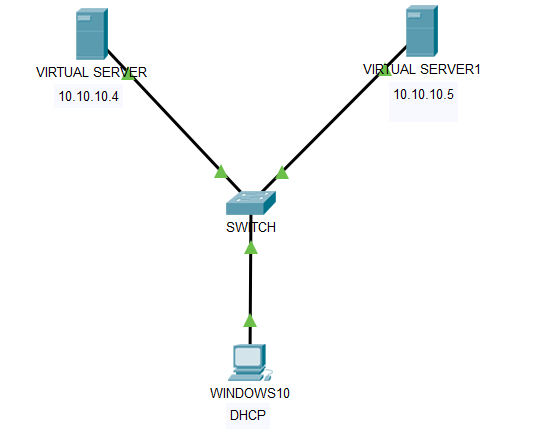 VIRTUAL SERVER
10.10.10.4
VIRTUAL SERVER1
10.10.10.5
SWITCH
WINDOWS10
DHCP